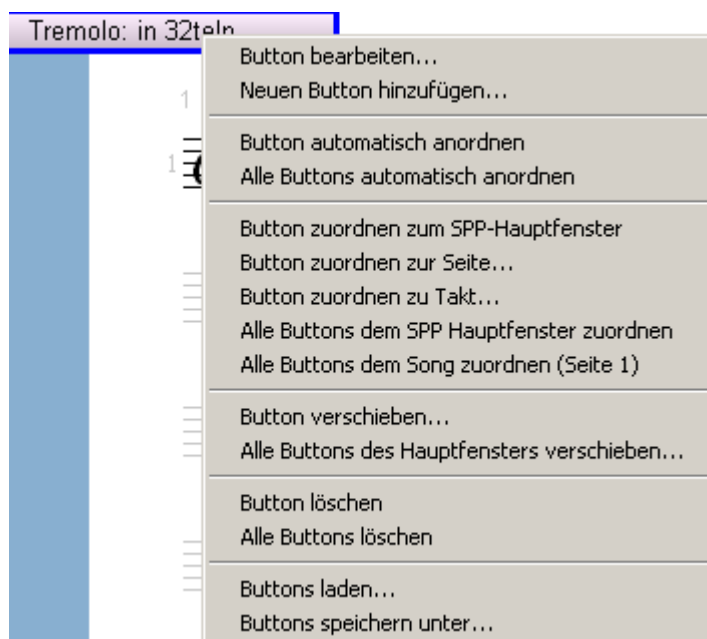 Tremolo: in 32teln
Button bearbeiten...
Neuen Button hinzufügen...
1
Button automatisch anordnen
1
Alle Buttons automatisch anordnen
Button zuordnen zum SPP-Hauptfenster
Button zuordnen zur Seite...
Button zuordnen zu Takt...
Alle Buttons dem SPP Hauptfenster zuordnen
Alle Buttons dem Song zuordnen (Seite 1)
Button verschieben...
Alle Buttons des Hauptfensters verschieben...
Button löschen
Alle Buttons löschen
Buttons laden...
Buttons speichern unter...